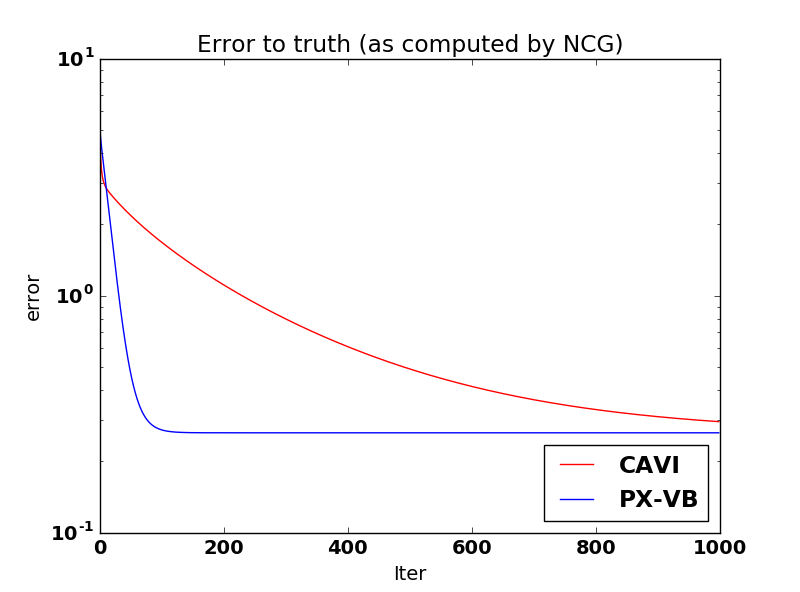 Error to truth (as computed by NCG)
10^1
10^0
10^-1
error
0 200 400 600 800 1000
Iter
CAVI
PX-VB